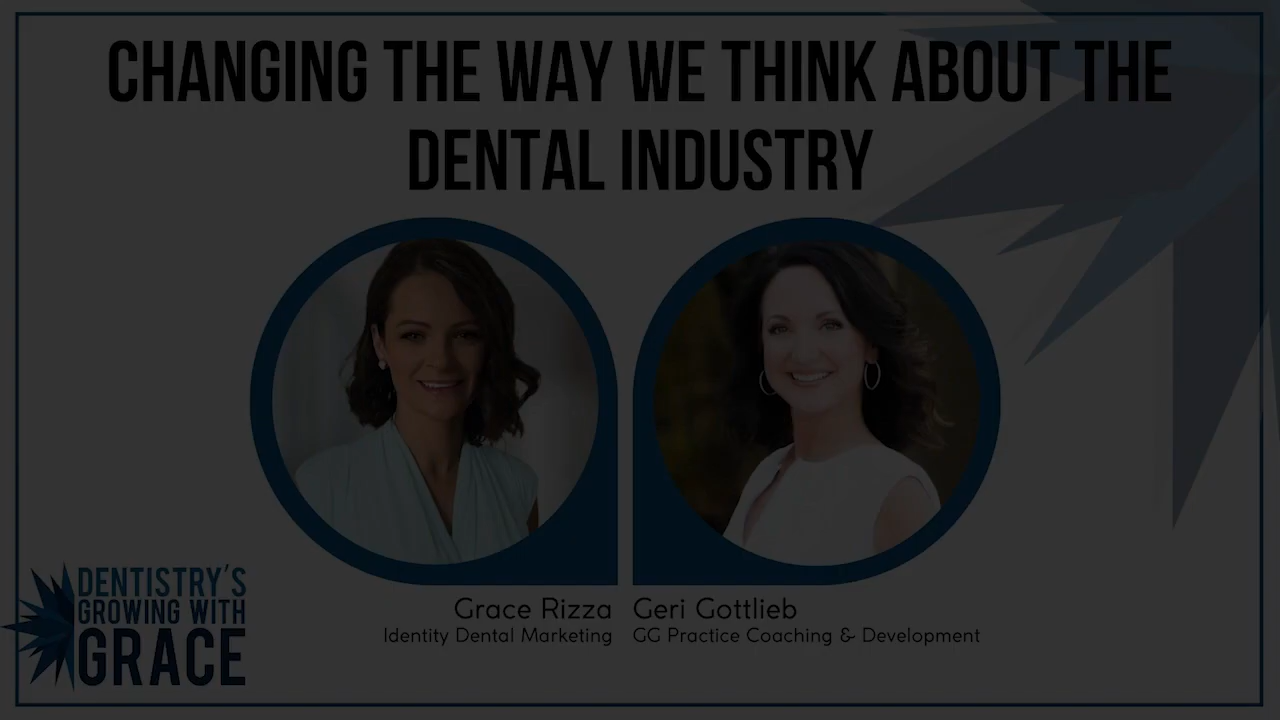 CHANGING THE WAY WE THINK ABOUT THE
DENTAL INDUSTRY
Grace Rizza
Identity Dental Marketing
Geri Gottlieb
GG Practice Coaching & Development
DENTISTRY'S
GROWING WITH
GRACE